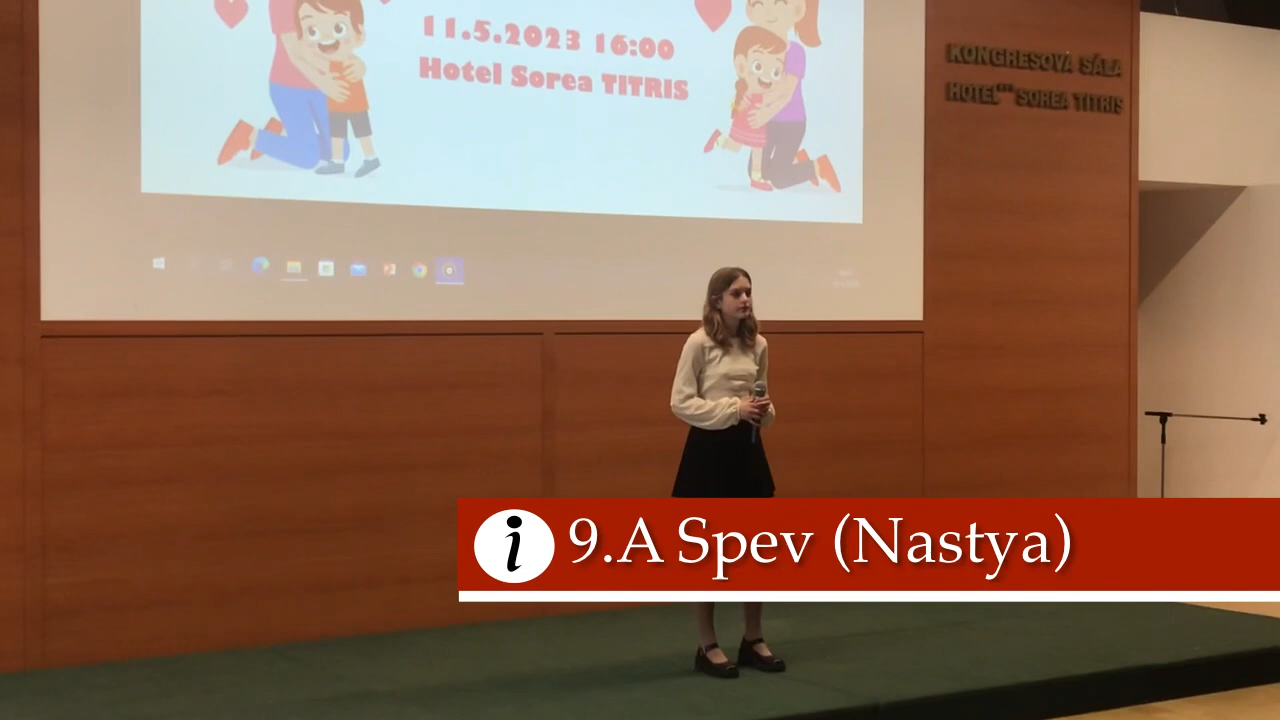 11.5.2023 16:00
Hotel Sorea TITRIS
KONGRESOVÁ SÁLA
HOTEL*** SOREA TITRIS
i 9.A Spev (Nastya)